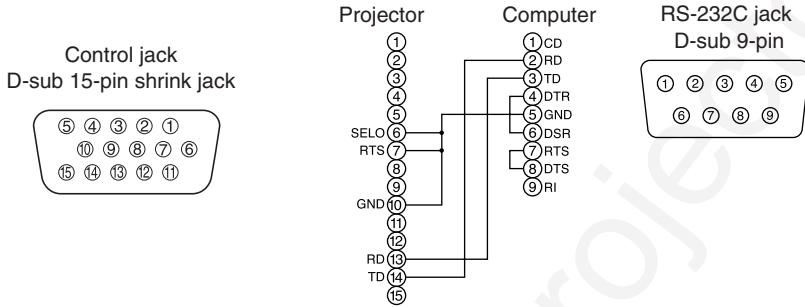 Control jack
D-sub 15-pin shrink jack
5 4 3 2 1
10 9 8 7 6
15 14 13 12 11
Projector
1
2
3
4
5
SELO 6
RTS 7
8
9
GND 10
11
12
RD 13
TD 14
15
Computer
1 CD
2 RD
3 TD
4 DTR
5 GND
6 DSR
7 RTS
8 DTS
9 RI
RS-232C jack
D-sub 9-pin
1 2 3 4 5
6 7 8 9